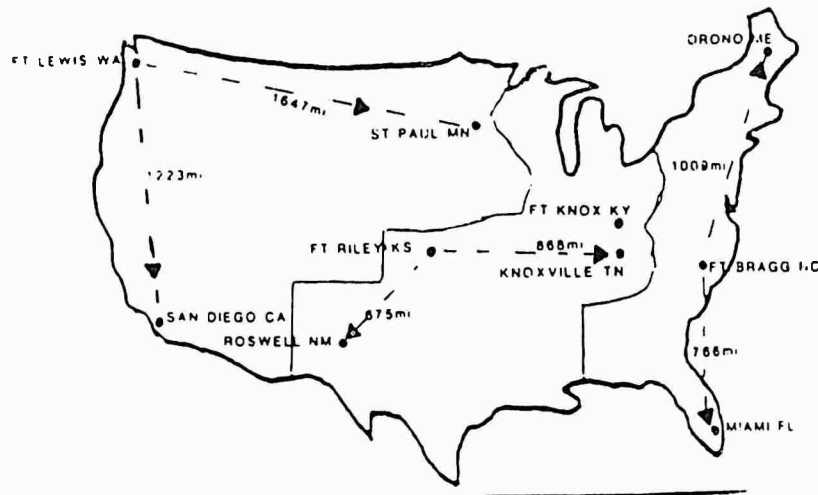 ORONO ME
FT LEWIS WA
1647mi
ST PAUL MN
1009mi
1223mi
FT KNOX KY
FT RILEY KS
868mi
KNOXVILLE TN
FT BRAGG NC
SAN DIEGO CA
675mi
ROSWELL NM
766mi
MIAMI FL